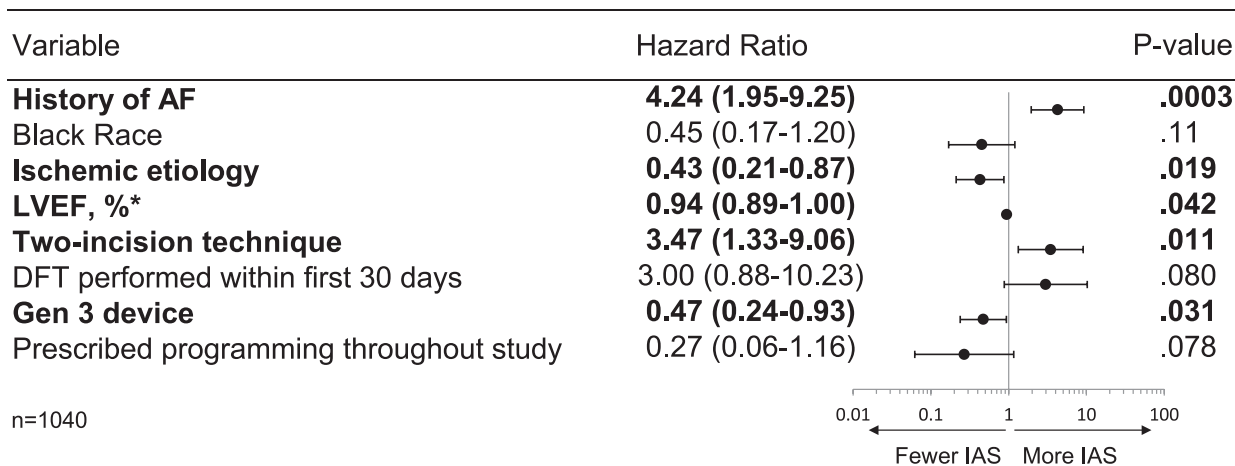 Variable Hazard Ratio P-value
History of AF 4.24 (1.95-9.25) .0003
Black Race 0.45 (0.17-1.20) .11
Ischemic etiology 0.43 (0.21-0.87) .019
LVEF, %* 0.94 (0.89-1.00) .042
Two-incision technique 3.47 (1.33-9.06) .011
DFT performed within first 30 days 3.00 (0.88-10.23) .080
Gen 3 device 0.47 (0.24-0.93) .031
Prescribed programming throughout study 0.27 (0.06-1.16) .078
n=1040
0.01 0.1 1 10 100
Fewer IAS More IAS